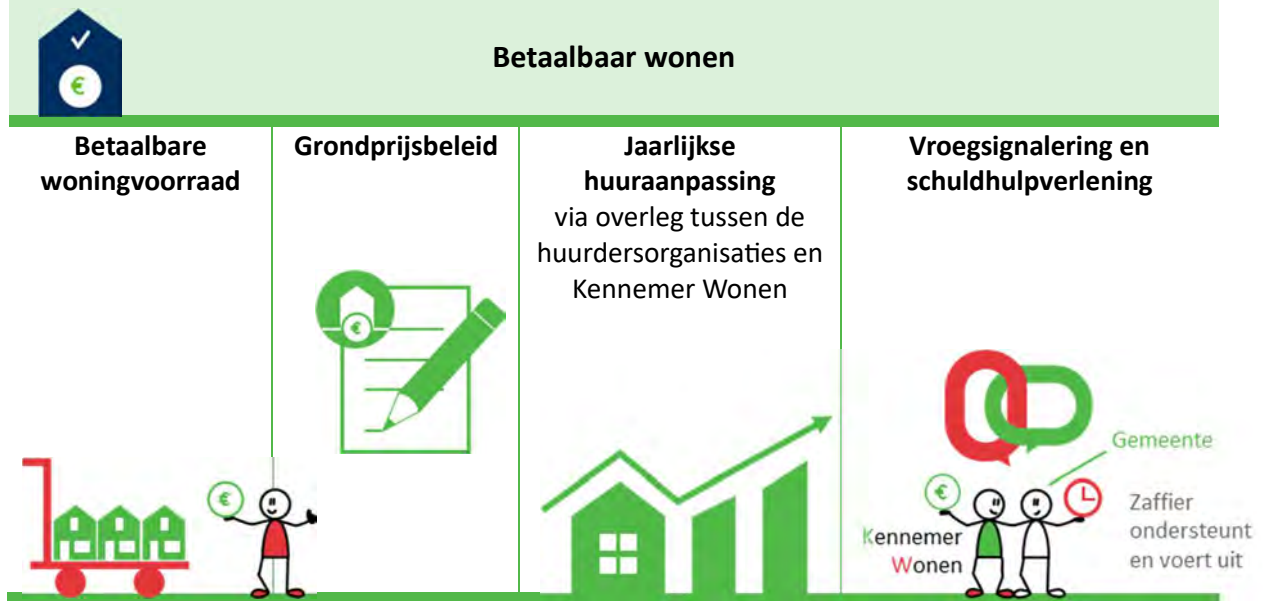 Betaalbaar wonen
Betaalbare
woningvoorraad
Grondprijsbeleid
Jaarlijkse
huuraanpassing
via overleg tussen de
huurdersorganisaties en
Kennemer Wonen
Vroegsignalering en
schuldhulpverlening
Gemeente
Kennemer
Wonen
Zaffier
ondersteunt
en voert uit